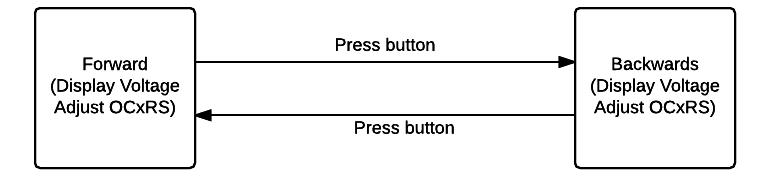 Forward
(Display Voltage
Adjust OCxRS)
Press button
Backwards
(Display Voltage
Adjust OCxRS)
Press button